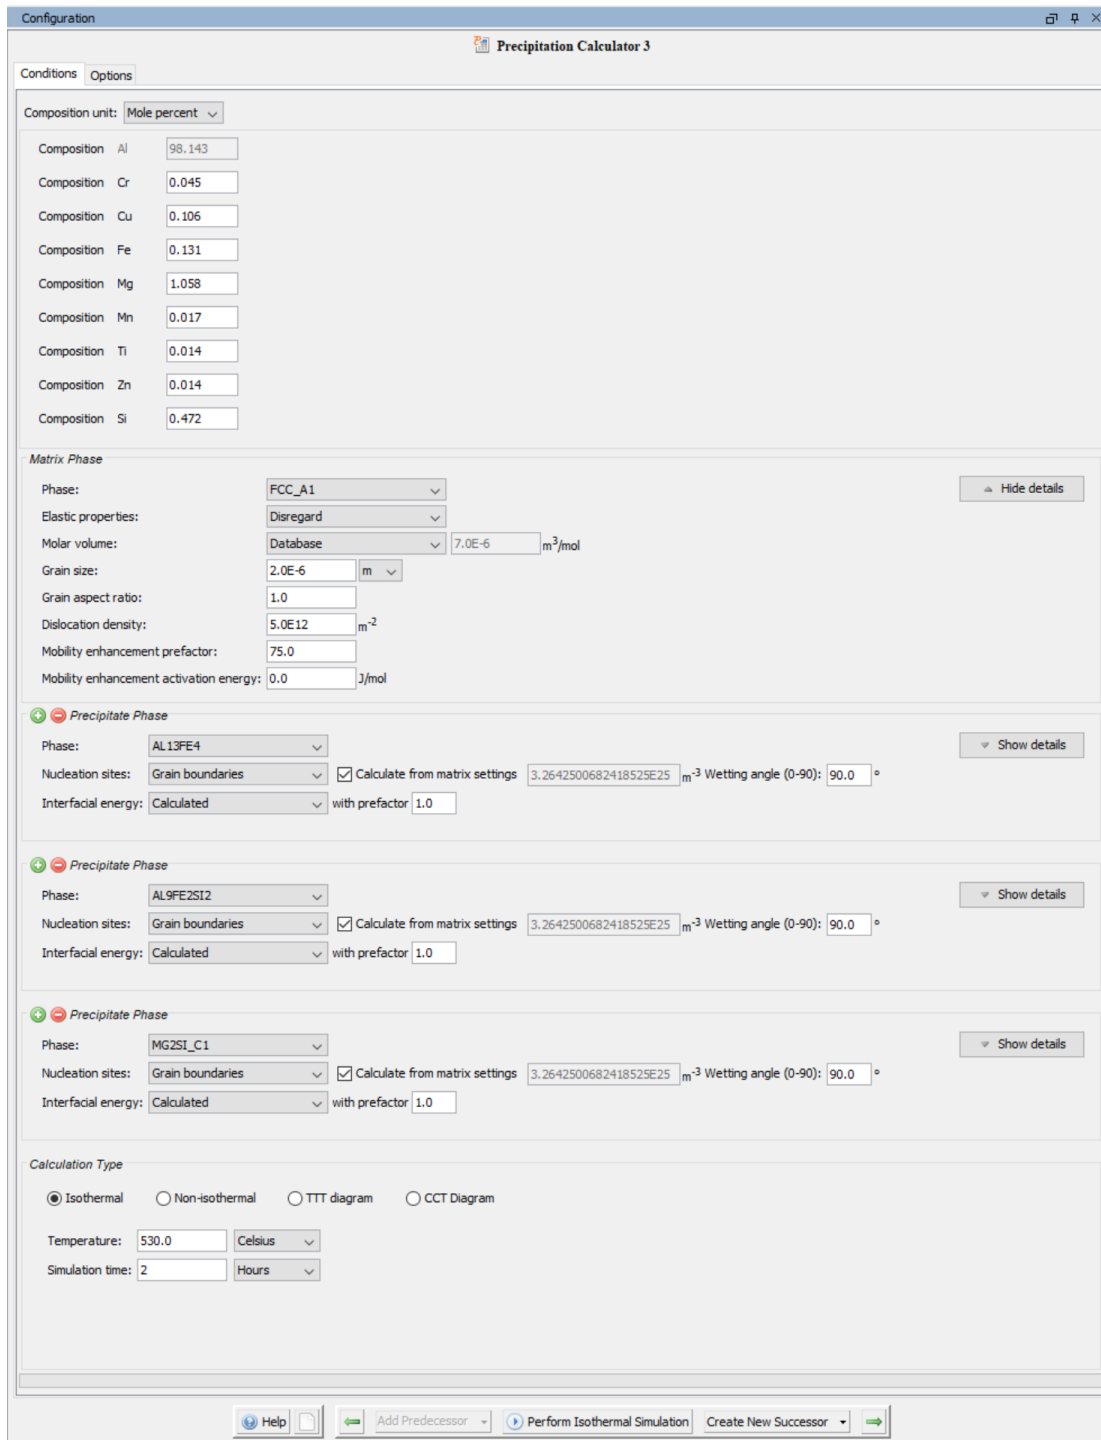 Configuration
Precipitation Calculator 3
Conditions Options
Composition unit: Mole percent
Composition Al 98.143
Composition Cr 0.045
Composition Cu 0.106
Composition Fe 0.131
Composition Mg 1.058
Composition Mn 0.017
Composition Ti 0.014
Composition Zn 0.014
Composition Si 0.472
Matrix Phase
Phase: FCC_A1 Hide details
Elastic properties: Disregard
Molar volume: Database 7.0E-6 m3/mol
Grain size: 2.0E-6 m
Grain aspect ratio: 1.0
Dislocation density: 5.0E12 m-2
Mobility enhancement prefactor: 75.0
Mobility enhancement activation energy: 0.0 J/mol
Precipitate Phase
Phase: AL13FE4 Show details
Nucleation sites: Grain boundaries Calculate from matrix settings 3.2642500682418525E25 m-3 Wetting angle (0-90): 90.0 °
Interfacial energy: Calculated with prefactor 1.0
Precipitate Phase
Phase: AL9FE2SI2 Show details
Nucleation sites: Grain boundaries Calculate from matrix settings 3.2642500682418525E25 m-3 Wetting angle (0-90): 90.0 °
Interfacial energy: Calculated with prefactor 1.0
Precipitate Phase
Phase: MG2SI_C1 Show details
Nucleation sites: Grain boundaries Calculate from matrix settings 3.2642500682418525E25 m-3 Wetting angle (0-90): 90.0 °
Interfacial energy: Calculated with prefactor 1.0
Calculation Type
Isothermal Non-isothermal TTT diagram CCT Diagram
Temperature: 530.0 Celsius
Simulation time: 2 Hours
Help Add Predecessor Perform Isothermal Simulation Create New Successor